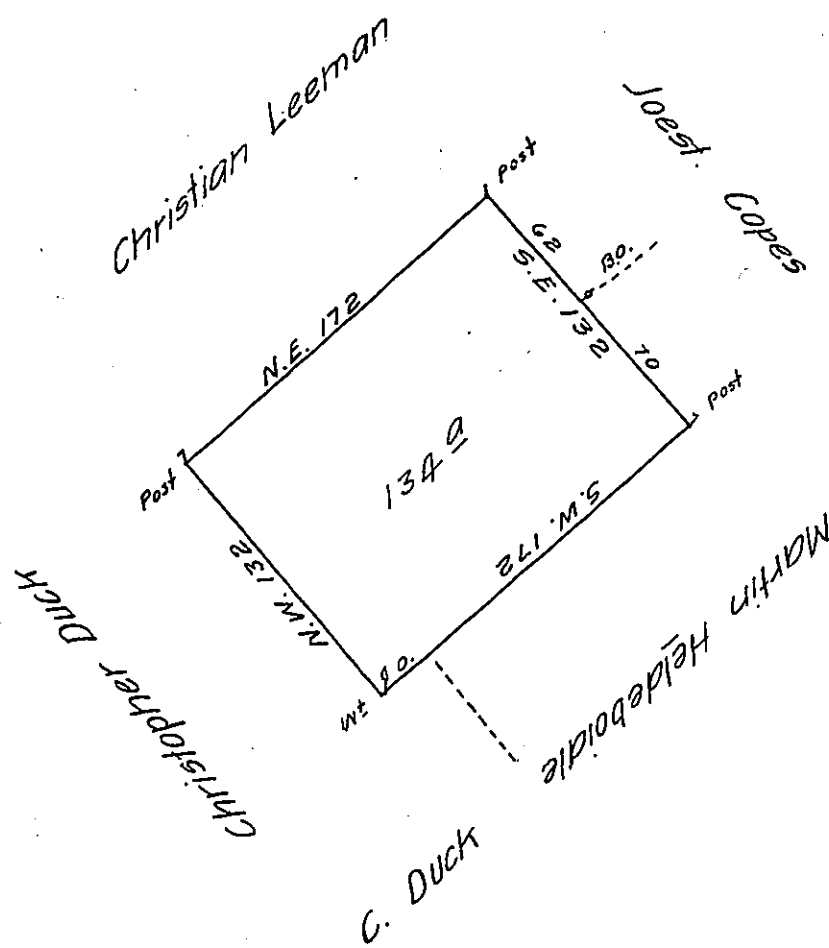 Christian Leeman
Joest. Copes
Post
62
B.O.
S.E. 132
70
N.E. 172
Post
134 a
Post
S.W. 172
N.W. 132
Wt O.
Christopher Duck
Martin Heldeboidle
C. Duck